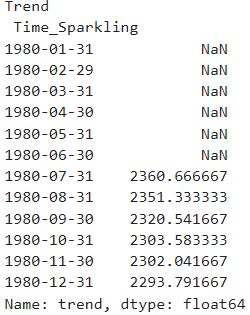 Trend
Time_Sparkling
1980-01-31 NaN
1980-02-29 NaN
1980-03-31 NaN
1980-04-30 NaN
1980-05-31 NaN
1980-06-30 NaN
1980-07-31 2360.666667
1980-08-31 2351.333333
1980-09-30 2320.541667
1980-10-31 2303.583333
1980-11-30 2302.041667
1980-12-31 2293.791667
Name: trend, dtype: float64